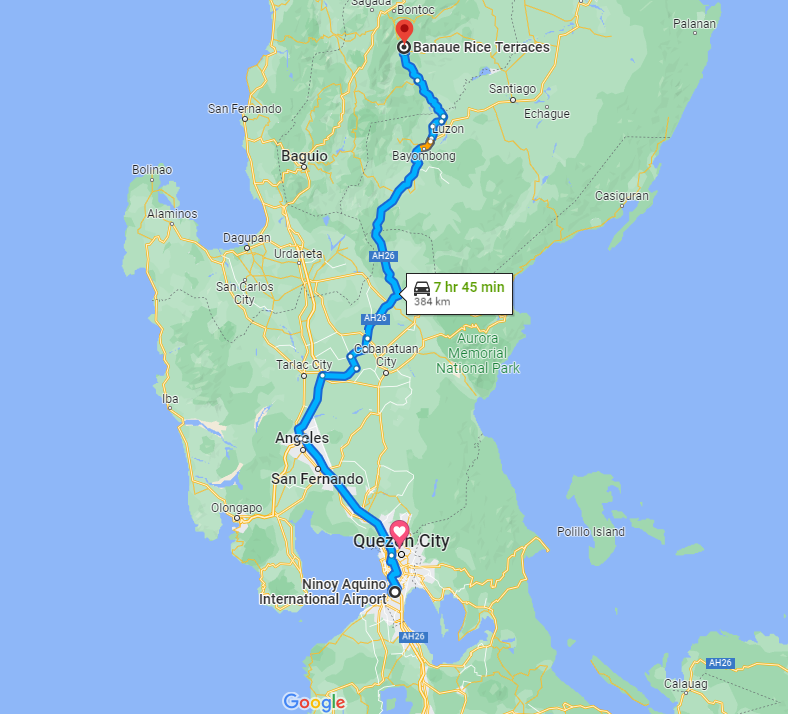 Sagada
Bontoc
Palanan
Banaue Rice Terraces
Santiago
San Fernando
Echague
Luzon
Baguio
Bayombong
Bolinao
Casiguran
Alaminos
Dagupan
Urdaneta
AH26
7 hr 45 min
384 km
San Carlos
City
AH26
Aurora
Memorial
National Park
Cabanatuan
City
Tarlac City
Iba
Angeles
San Fernando
Olongapo
Polillo Island
Quezon City
Ninoy Aquino
International Airport
AH26
AH26
Calauag
Google